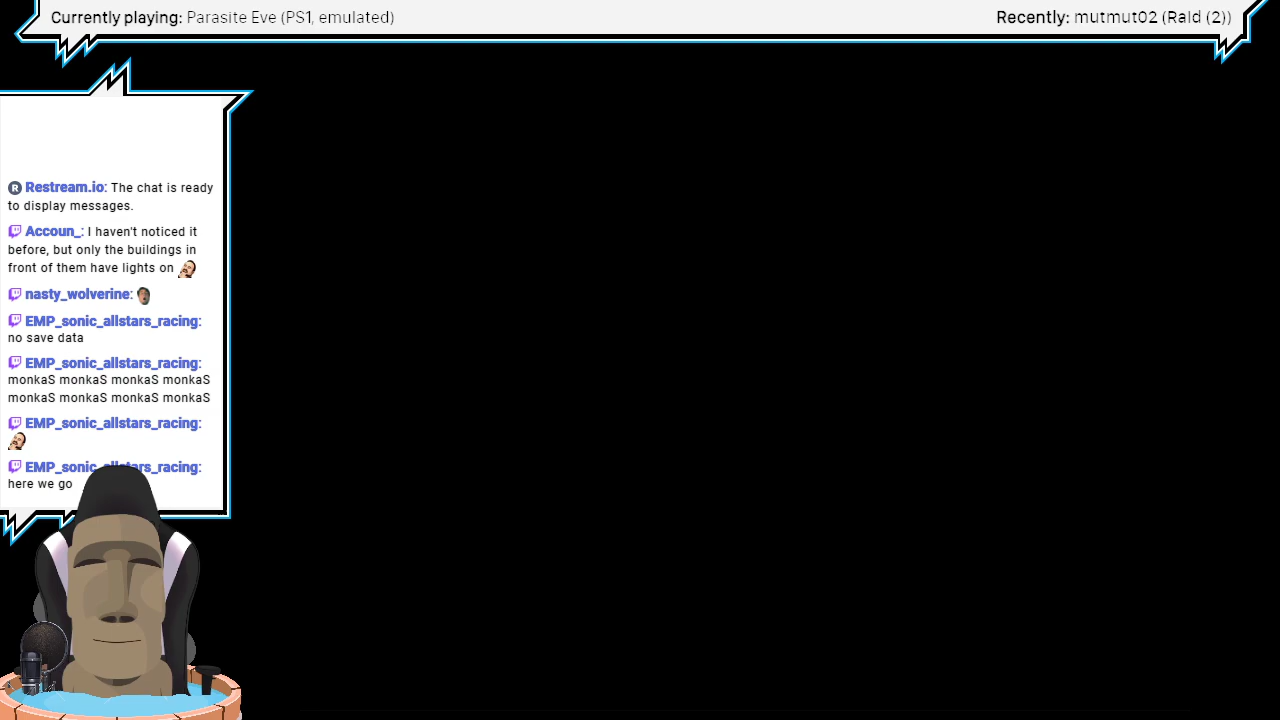 Currently playing: Parasite Eve (PS1, emulated)
Recently: mutmut02 (Raid (2))
R Restream.io: The chat is ready
to display messages.
Accoun_: I haven't noticed it
before, but only the buildings in
front of them have lights on
nasty_wolverine:
EMP_sonic_allstars_racing:
no save data
EMP_sonic_allstars_racing:
monkaS monkaS monkaS monkaS
monkaS monkaS monkaS monkaS
EMP_sonic_allstars_racing:
EMP_sonic_allstars_racing:
here we go